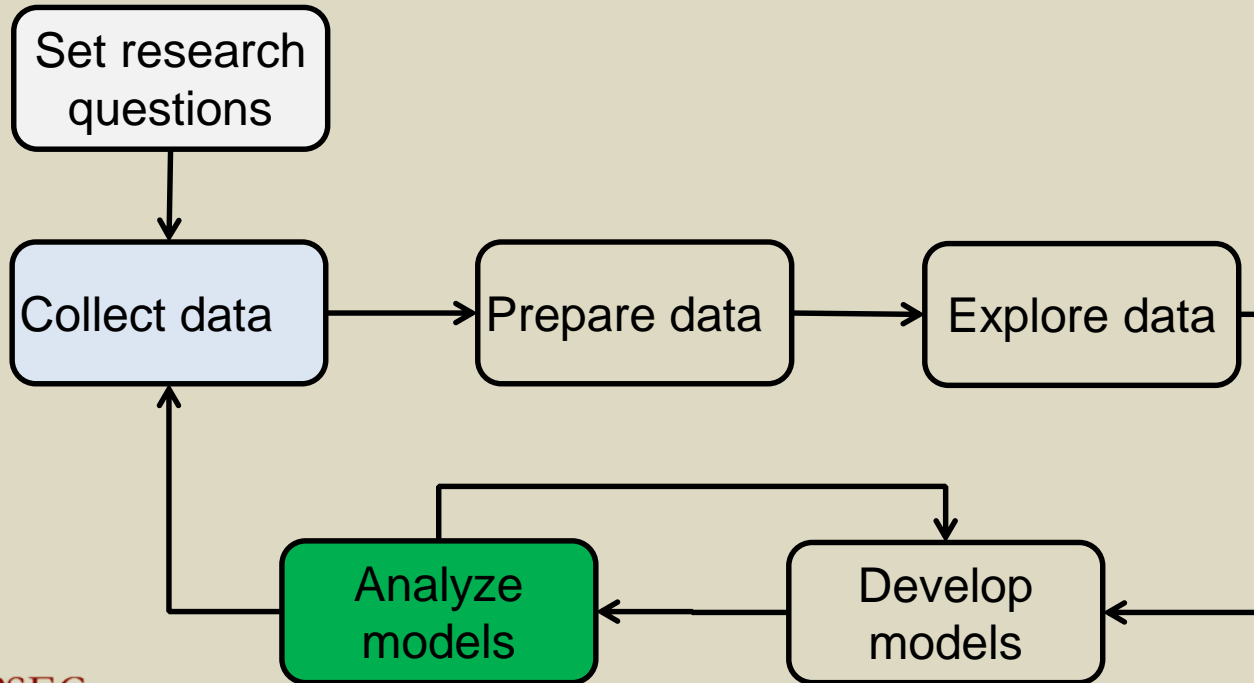 Set research
questions
Collect data
Prepare data
Explore data
Analyze
models
Develop
models